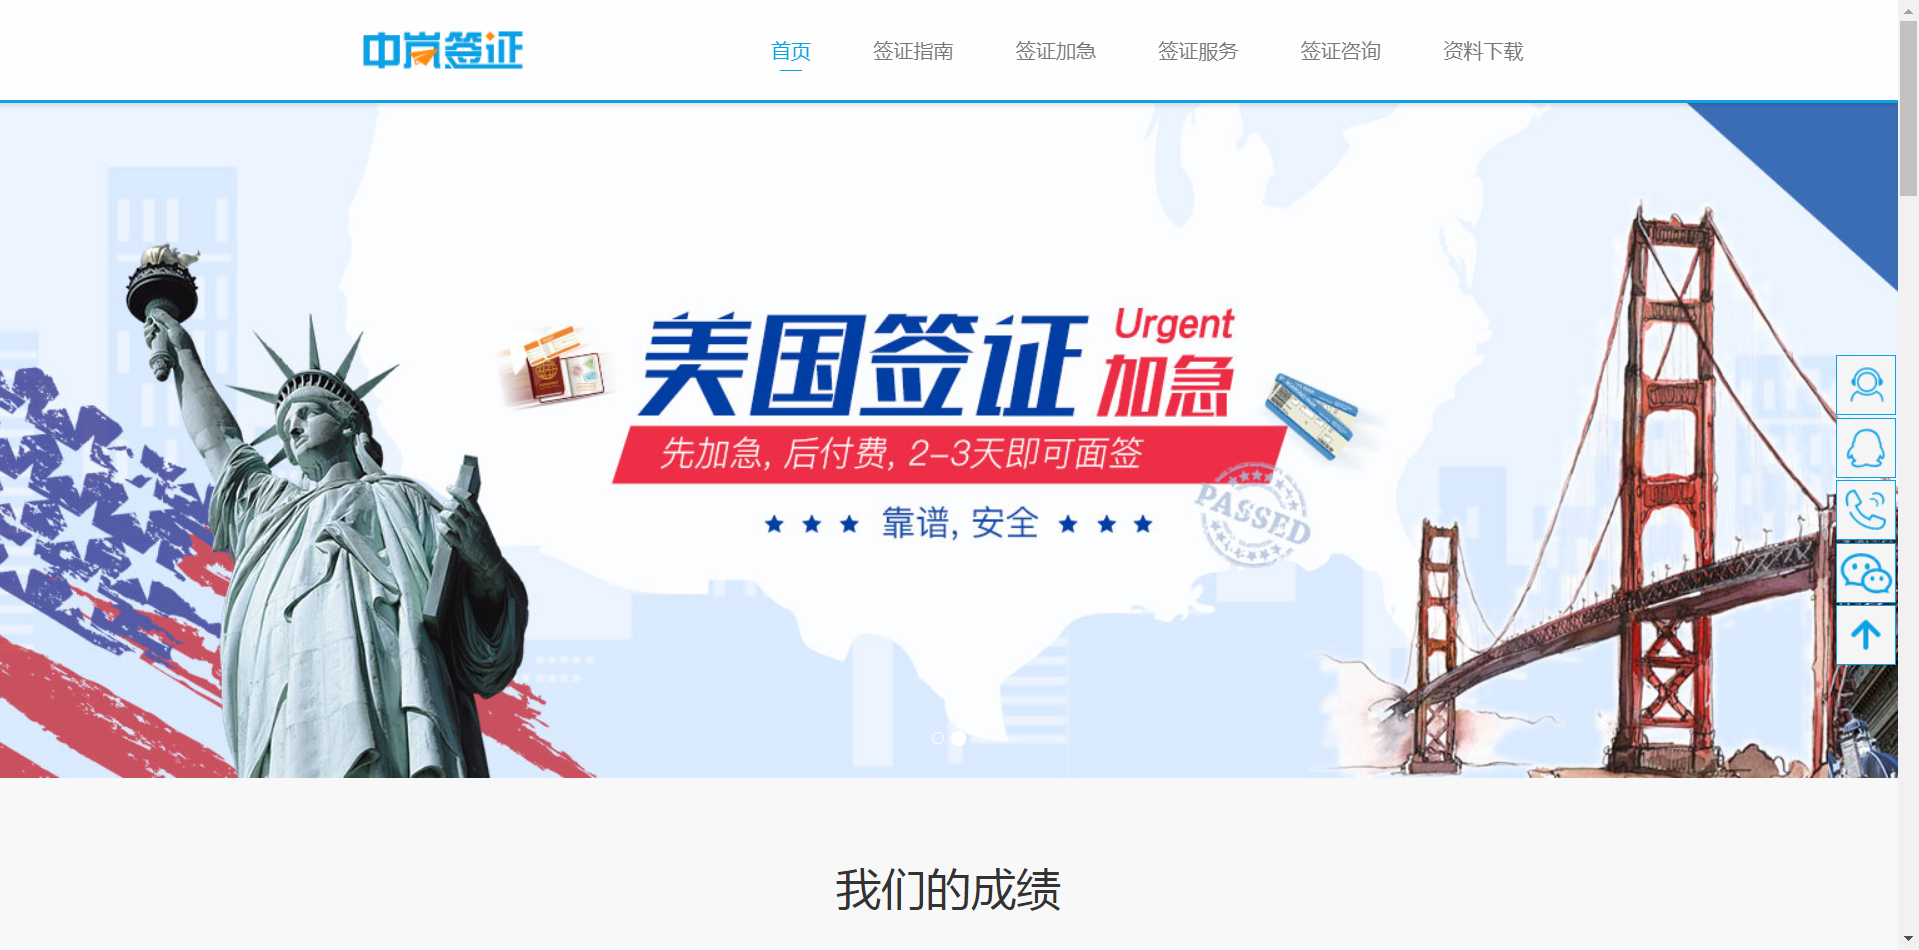 中岚签证
首页
签证指南
签证加急
签证服务
签证咨询
资料下载
美国签证
Urgent
加急
先加急, 后付费, 2-3天即可面签
靠谱, 安全
PASSED
我们的成绩